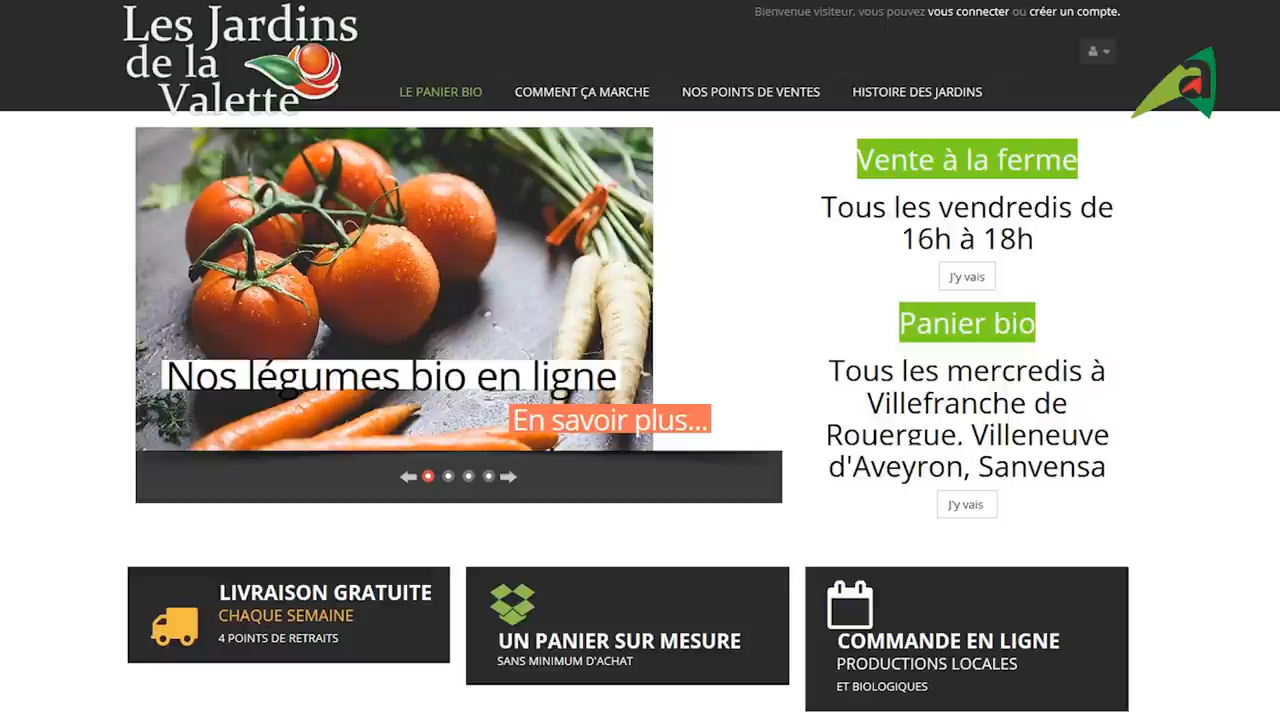 Les Jardins
de la
Valette
Bienvenue visiteur, vous pouvez vous connecter ou créer un compte.
LE PANIER BIO
COMMENT ÇA MARCHE
NOS POINTS DE VENTES
HISTOIRE DES JARDINS
a
Nos légumes bio en ligne
En savoir plus...
Vente à la ferme
Tous les vendredis de
16h à 18h
J'y vais
Panier bio
Tous les mercredis à
Villefranche de
Rouergue, Villeneuve
d'Aveyron, Sanvensa
J'y vais
LIVRAISON GRATUITE
CHAQUE SEMAINE
4 POINTS DE RETRAITS
UN PANIER SUR MESURE
SANS MINIMUM D'ACHAT
COMMANDE EN LIGNE
PRODUCTIONS LOCALES
ET BIOLOGIQUES